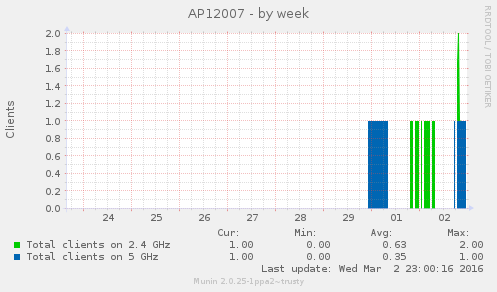 AP12007 - by week
RRDTOOL / TOBI OETIKER
Clients
2.0
1.8
1.6
1.4
1.2
1.0
0.8
0.6
0.4
0.2
0.0
24 25 26 27 28 29 01 02
Cur: Min: Avg: Max:
Total clients on 2.4 GHz 1.00 0.00 0.63 2.00
Total clients on 5 GHz 1.00 0.00 0.35 1.00
Last update: Wed Mar 2 23:00:16 2016
Munin 2.0.25-1ppa2~trusty